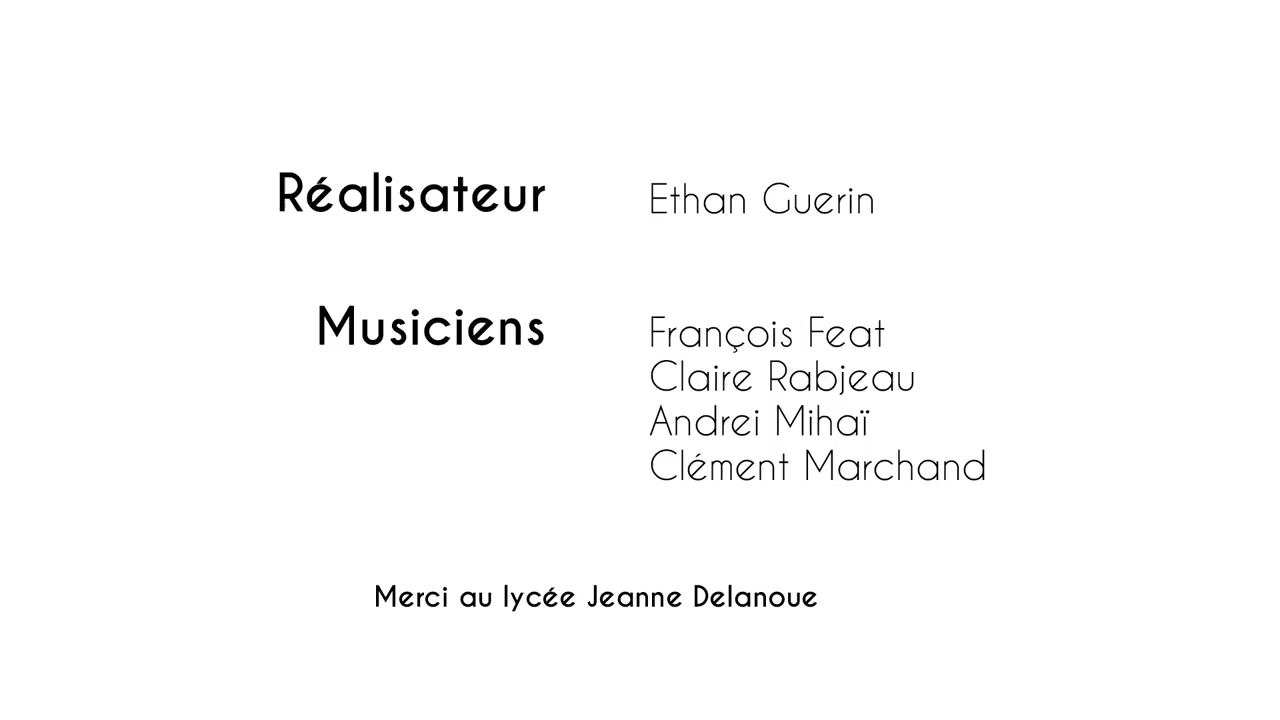 Réalisateur Ethan Guerin
Musiciens François Feat
Claire Rabjeau
Andrei Mihaï
Clément Marchand
Merci au lycée Jeanne Delanoue